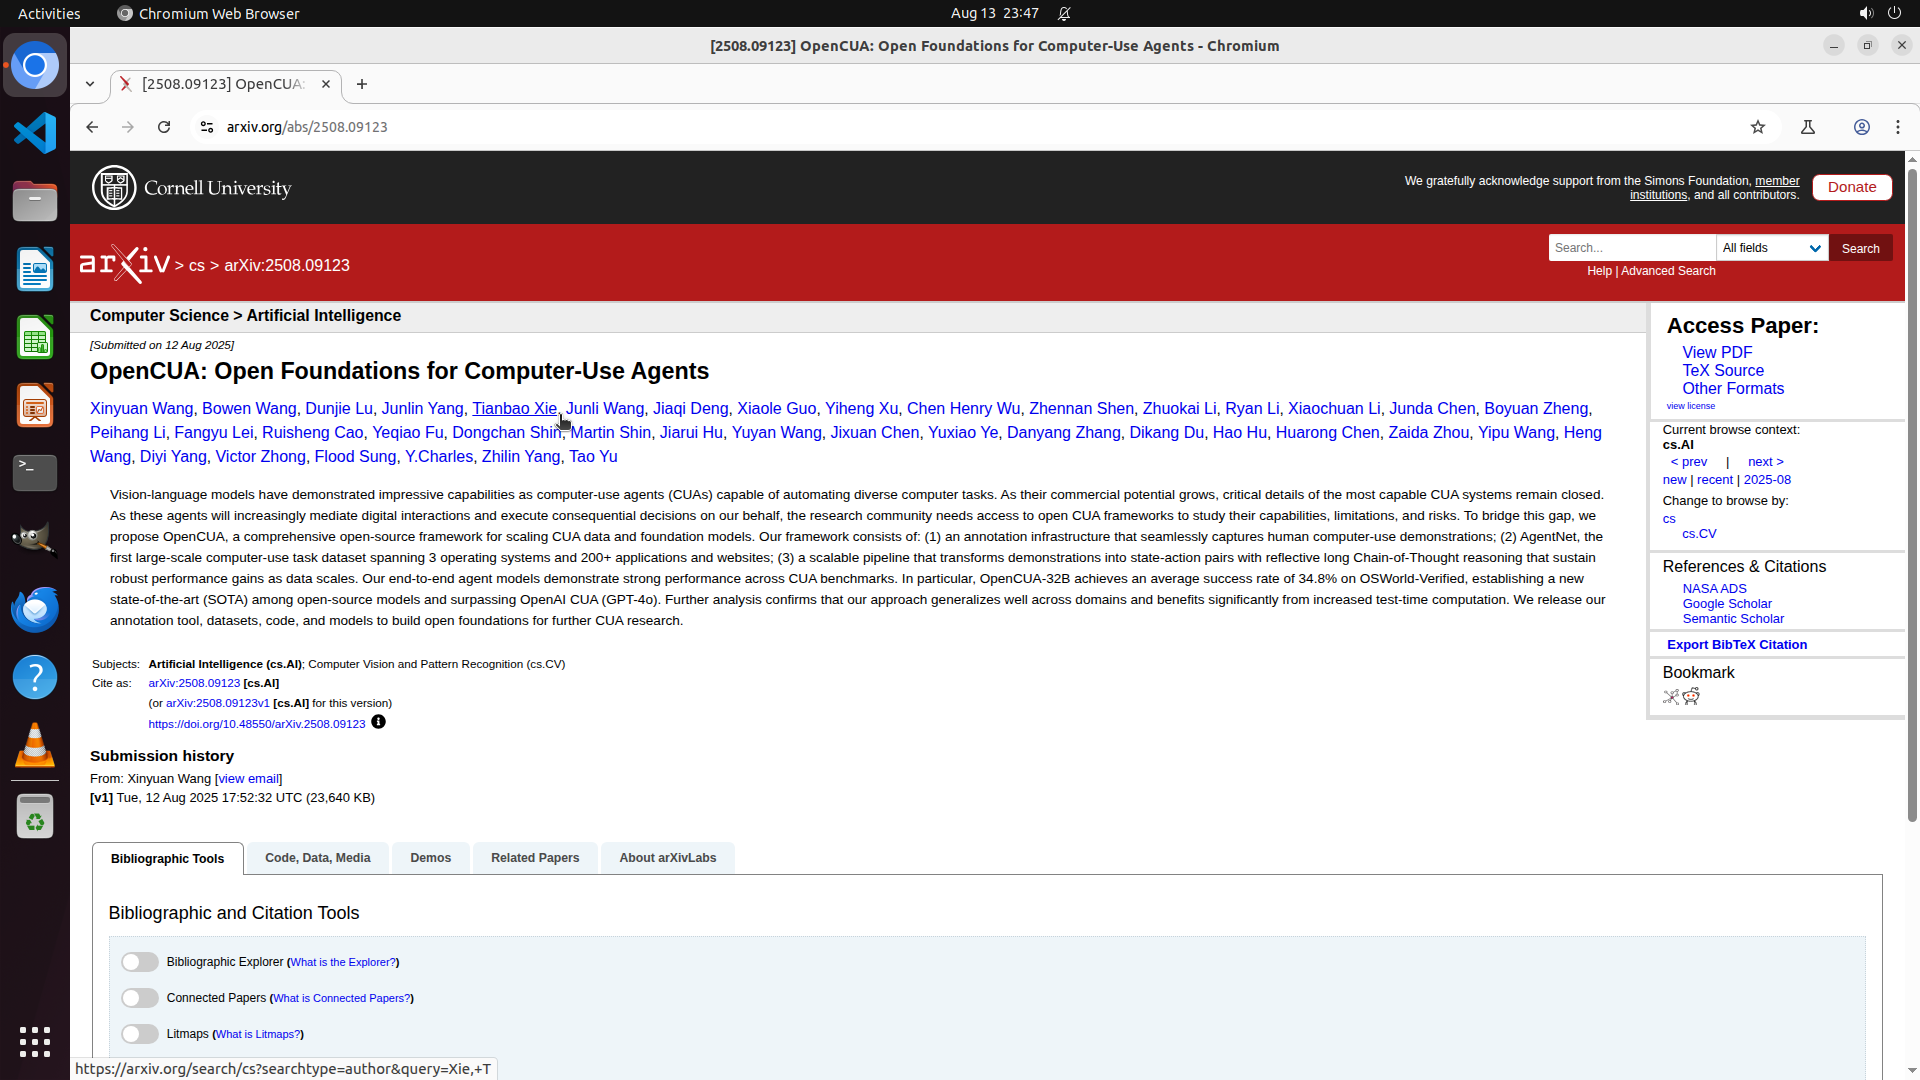 Activities
Chromium Web Browser
Aug 13 23:47
[2508.09123] OpenCUA: Open Foundations for Computer-Use Agents - Chromium
[2508.09123] OpenCUA:
arxiv.org/abs/2508.09123
Cornell University
We gratefully acknowledge support from the Simons Foundation, member
institutions, and all contributors.
Donate
arXiv > cs > arXiv:2508.09123
Search...
All fields
Search
Help | Advanced Search
Computer Science > Artificial Intelligence
[Submitted on 12 Aug 2025]
OpenCUA: Open Foundations for Computer-Use Agents
Xinyuan Wang, Bowen Wang, Dunjie Lu, Junlin Yang, Tianbao Xie, Junli Wang, Jiaqi Deng, Xiaole Guo, Yiheng Xu, Chen Henry Wu, Zhennan Shen, Zhuokai Li, Ryan Li, Xiaochuan Li, Junda Chen, Boyuan Zheng,
Peihang Li, Fangyu Lei, Ruisheng Cao, Yeqiao Fu, Dongchan Shin, Martin Shin, Jiarui Hu, Yuyan Wang, Jixuan Chen, Yuxiao Ye, Danyang Zhang, Dikang Du, Hao Hu, Huarong Chen, Zaida Zhou, Yipu Wang, Heng
Wang, Diyi Yang, Victor Zhong, Flood Sung, Y.Charles, Zhilin Yang, Tao Yu
Vision-language models have demonstrated impressive capabilities as computer-use agents (CUAs) capable of automating diverse computer tasks. As their commercial potential grows, critical details of the most capable CUA systems remain closed.
As these agents will increasingly mediate digital interactions and execute consequential decisions on our behalf, the research community needs access to open CUA frameworks to study their capabilities, limitations, and risks. To bridge this gap, we
propose OpenCUA, a comprehensive open-source framework for scaling CUA data and foundation models. Our framework consists of: (1) an annotation infrastructure that seamlessly captures human computer-use demonstrations; (2) AgentNet, the
first large-scale computer-use task dataset spanning 3 operating systems and 200+ applications and websites; (3) a scalable pipeline that transforms demonstrations into state-action pairs with reflective long Chain-of-Thought reasoning that sustain
robust performance gains as data scales. Our end-to-end agent models demonstrate strong performance across CUA benchmarks. In particular, OpenCUA-32B achieves an average success rate of 34.8% on OSWorld-Verified, establishing a new
state-of-the-art (SOTA) among open-source models and surpassing OpenAI CUA (GPT-4o). Further analysis confirms that our approach generalizes well across domains and benefits significantly from increased test-time computation. We release our
annotation tool, datasets, code, and models to build open foundations for further CUA research.
Subjects: Artificial Intelligence (cs.AI); Computer Vision and Pattern Recognition (cs.CV)
Cite as: arXiv:2508.09123 [cs.AI]
(or arXiv:2508.09123v1 [cs.AI] for this version)
https://doi.org/10.48550/arXiv.2508.09123
Submission history
From: Xinyuan Wang [view email]
[v1] Tue, 12 Aug 2025 17:52:32 UTC (23,640 KB)
Access Paper:
View PDF
TeX Source
Other Formats
view license
Current browse context:
cs.AI
< prev | next >
new | recent | 2025-08
Change to browse by:
cs
cs.CV
References & Citations
NASA ADS
Google Scholar
Semantic Scholar
Export BibTeX Citation
Bookmark
Bibliographic Tools
Code, Data, Media
Demos
Related Papers
About arXivLabs
Bibliographic and Citation Tools
Bibliographic Explorer (What is the Explorer?)
Connected Papers (What is Connected Papers?)
Litmaps (What is Litmaps?)
https://arxiv.org/search/cs?searchtype=author&query=Xie,+T